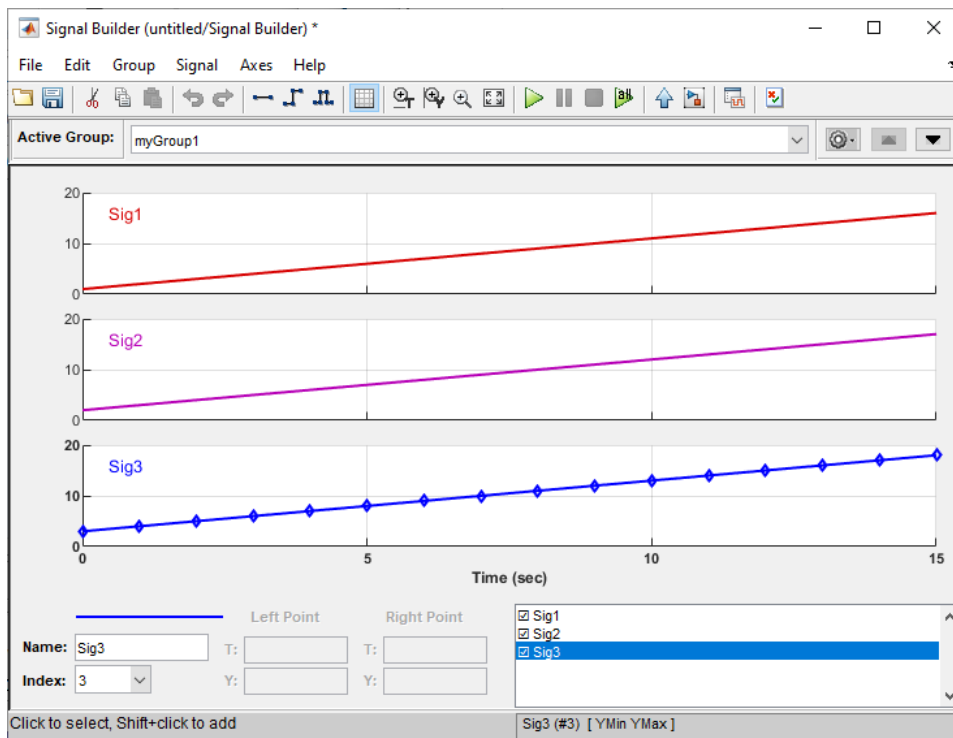 Signal Builder (untitled/Signal Builder) *
File Edit Group Signal Axes Help
Active Group: myGroup1
20
Sig1
10
0
20
Sig2
10
0
20
Sig3
10
0
0 5 10 15
Time (sec)
Left Point Right Point
Name: Sig3 T: T:
Index: 3 Y: Y:
Sig1
Sig2
Sig3
Click to select, Shift+click to add
Sig3 (#3) [ YMin YMax ]